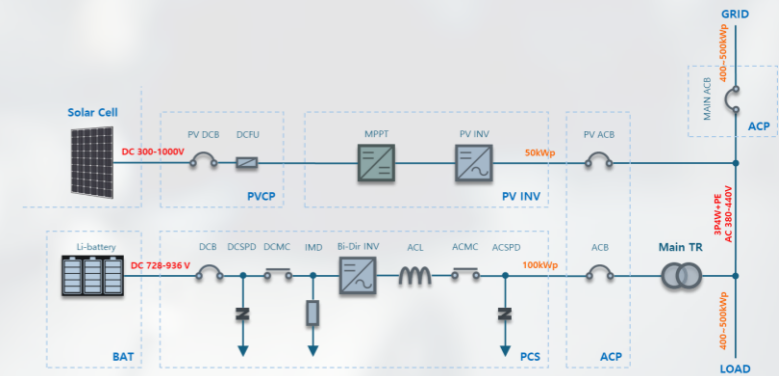 GRID
400~500kWp
MAIN ACB
ACP
Solar Cell
PV DCB
DCFU
MPPT
PV INV
PV ACB
DC 300-1000V
50kWp
PVCP
PV INV
3P4W+PE
AC 380-440V
Li-battery
DCB
DCSPD
DCMC
IMD
Bi-Dir INV
ACL
ACMC
ACSPD
ACB
Main TR
DC 728-936 V
100kWp
400~500kWp
BAT
PCS
ACP
LOAD